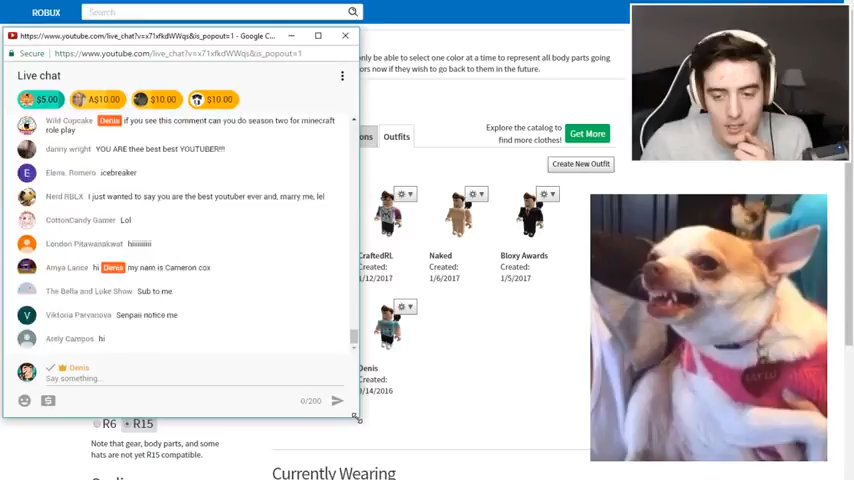 ROBUX
Search
https://www.youtube.com/live_chat?v=x71xfkdWWqs&is_popout=1 - Google C...
Secure
https://www.youtube.com/live_chat?v=x71xfkdWWqs&is_popout=1
Live chat
$5.00
A$10.00
$10.00
$10.00
Wild Cupcake Denis if you see this comment can you do season two for minecraft
role play
danny wright YOU ARE thee best best YOUTUBER!!!
Elena. Romero icebreaker
Nerd RBLX I just wanted to say you are the best youtuber ever and, marry me, lel
CottonCandy Gamer Lol
London Pitawanakwat hiiiiiiiiii
Amya Lance hi Denis my nam is Cameron cox
The Bella and Luke Show Sub to me
Viktoria Parvanova Senpaii notice me
Arely Campos hi
Denis
Say something...
0/200
only be able to select one color at a time to represent all body parts going
ors now if they wish to go back to them in the future.
ons
Outfits
Explore the catalog to
find more clothes!
Get More
Create New Outfit
CraftedRL
Created:
1/12/2017
Naked
Created:
1/6/2017
Bloxy Awards
Created:
1/5/2017
Denis
Created:
9/14/2016
R6
R15
Note that gear, body parts, and some
hats are not yet R15 compatible.
Currently Wearing